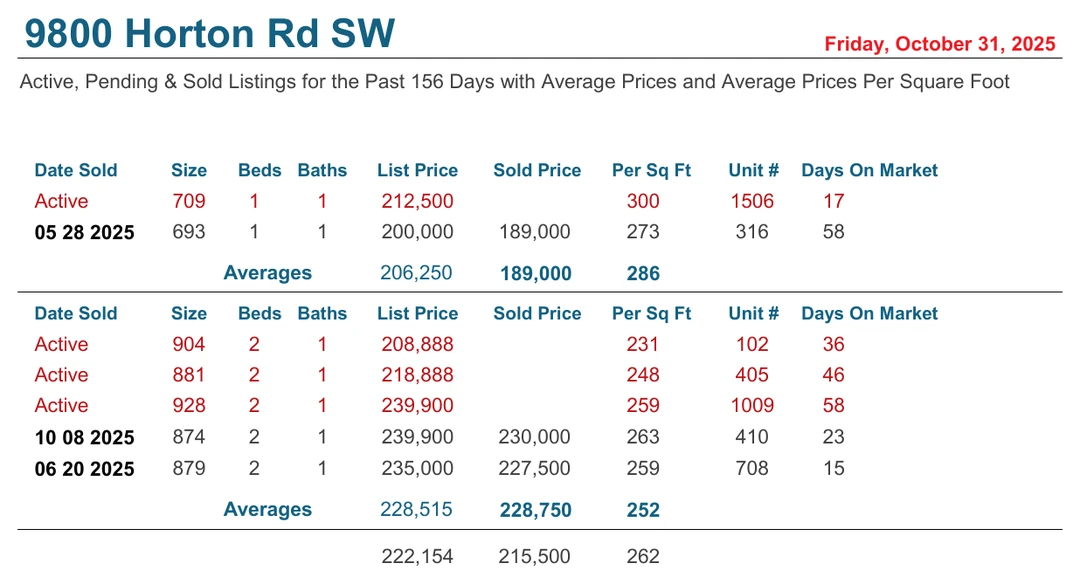 9800 Horton Rd SW
Friday, October 31, 2025
Active, Pending & Sold Listings for the Past 156 Days with Average Prices and Average Prices Per Square Foot
Date Sold Size Beds Baths List Price Sold Price Per Sq Ft Unit # Days On Market
Active 709 1 1 212,500 300 1506 17
05 28 2025 693 1 1 200,000 189,000 273 316 58
Averages 206,250 189,000 286
Date Sold Size Beds Baths List Price Sold Price Per Sq Ft Unit # Days On Market
Active 904 2 1 208,888 231 102 36
Active 881 2 1 218,888 248 405 46
Active 928 2 1 239,900 259 1009 58
10 08 2025 874 2 1 239,900 230,000 263 410 23
06 20 2025 879 2 1 235,000 227,500 259 708 15
Averages 228,515 228,750 252
222,154 215,500 262